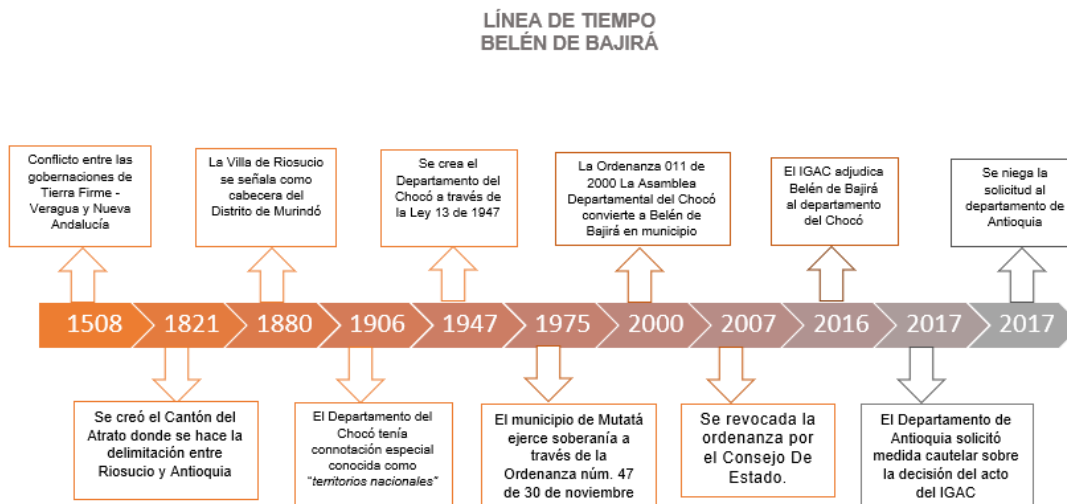 LÍNEA DE TIEMPO
BELÉN DE BAJIRÁ
Conflicto entre las
gobernaciones de
Tierra Firme -
Veragua y Nueva
Andalucía
La Villa de Riosucio
se señala como
cabecera del
Distrito de Murindó
Se crea el
Departamento del
Chocó a través de
la Ley 13 de 1947
La Ordenanza 011 de
2000 La Asamblea
Departamental del Chocó
convierte a Belén de
Bajirá en municipio
El IGAC adjudica
Belén de Bajirá
al departamento
del Chocó
Se niega la
solicitud al
departamento de
Antioquia
1508 1821 1880 1906 1947 1975 2000 2007 2016 2017 2017
Se creó el Cantón del
Atrato donde se hace la
delimitación entre
Riosucio y Antioquia
El Departamento del
Chocó tenía
connotación especial
conocida como
"territorios nacionales"
El municipio de Mutatá
ejerce soberanía a
través de la
Ordenanza núm. 47
de 30 de noviembre
Se revocada la
ordenanza por
el Consejo De
Estado.
El Departamento de
Antioquia solicitó
medida cautelar sobre
la decisión del acto
del IGAC